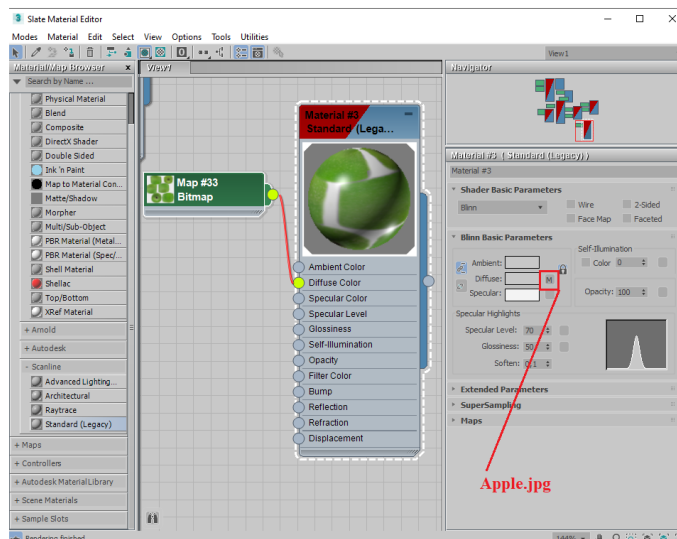 Slate Material Editor
Modes Material Edit Select View Options Tools Utilities
View1
Material/Map Browser x
Search by Name ...
Physical Material
Blend
Composite
DirectX Shader
Double Sided
Ink 'n Paint
Map to Material Con...
Matte/Shadow
Morpher
Multi/Sub-Object
PBR Material (Metal...
PBR Material (Spec/...
Shell Material
Shellac
Top/Bottom
XRef Material
+ Arnold
+ Autodesk
- Scanline
Advanced Lighting...
Architectural
Raytrace
Standard (Legacy)
+ Maps
+ Controllers
+ Autodesk Material Library
+ Scene Materials
+ Sample Slots
Rendering finished
View1
Map #33
Bitmap
Material #3
Standard (Lega...
Ambient Color
Diffuse Color
Specular Color
Specular Level
Glossiness
Self-Illumination
Opacity
Filter Color
Bump
Reflection
Refraction
Displacement
Navigator
Material #3 ( Standard (Legacy) )
Material #3
Shader Basic Parameters
Blinn
Wire 2-Sided
Face Map Faceted
Blinn Basic Parameters
Self-Illumination
Ambient: Color 0
Diffuse: M
Specular: Opacity: 100
Specular Highlights
Specular Level: 70
Glossiness: 50
Soften: 0,1
Extended Parameters
SuperSampling
Maps
Apple.jpg
144%